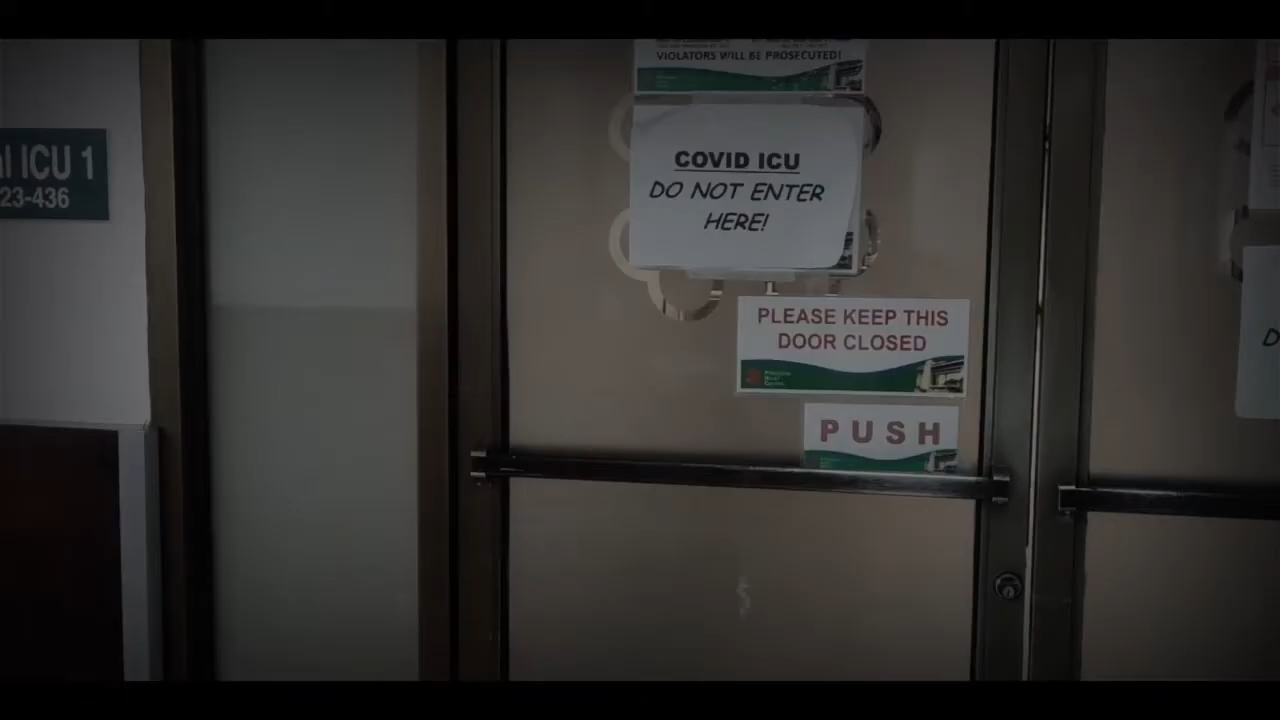 VIOLATORS WILL BE PROSECUTED!
ICU 1
23-436
COVID ICU
DO NOT ENTER
HERE!
PLEASE KEEP THIS
DOOR CLOSED
PUSH